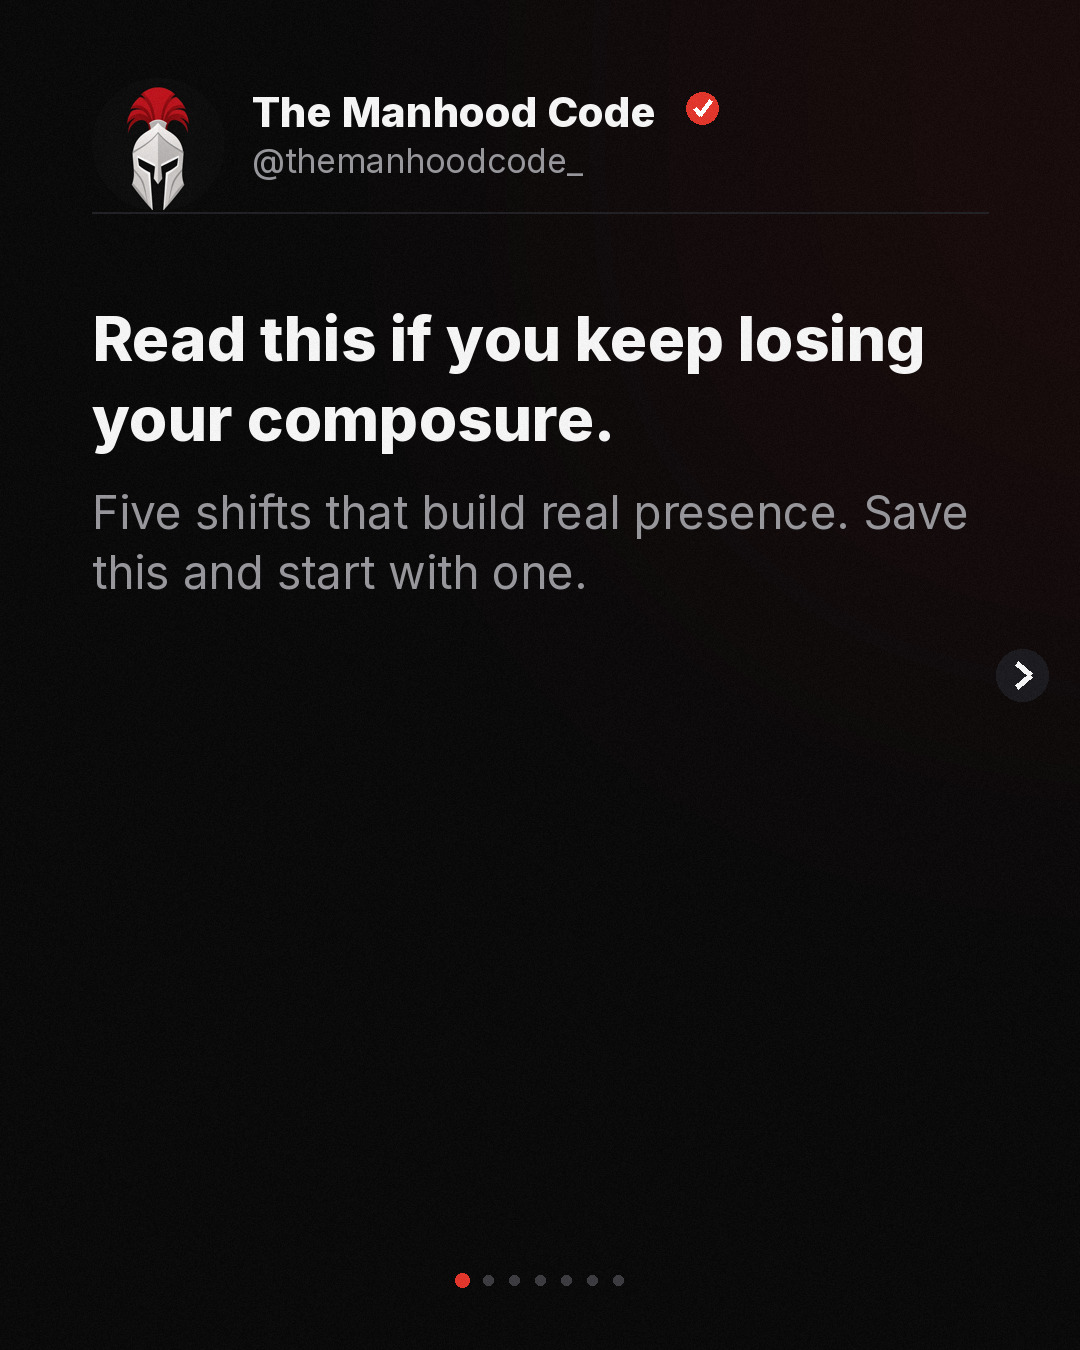 The Manhood Code
@themanhoodcode_
Read this if you keep losing
your composure.
Five shifts that build real presence. Save
this and start with one.